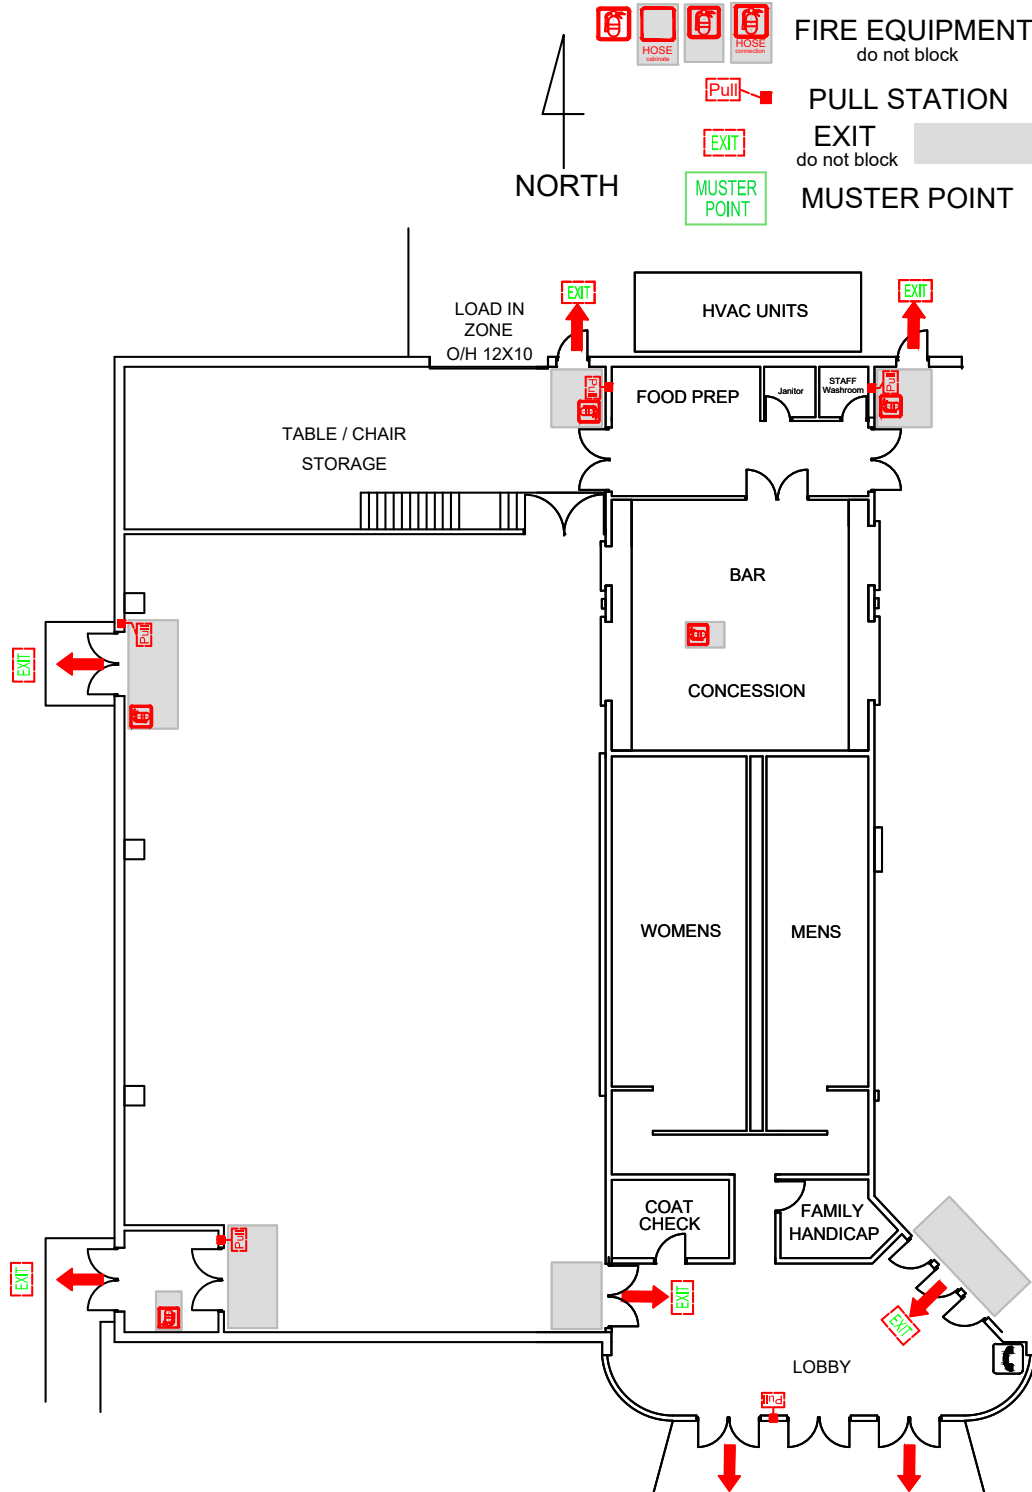 HOSE
cabinate
HOSE
connection
FIRE EQUIPMENT
do not block
Pull
PULL STATION
EXIT
EXIT
do not block
NORTH
MUSTER
POINT
MUSTER POINT
EXIT
EXIT
LOAD IN
ZONE
O/H 12X10
HVAC UNITS
Pull
FOOD PREP
Janitor
STAFF
Washroom
Pull
TABLE / CHAIR
STORAGE
BAR
Pull
EXIT
CONCESSION
WOMENS
MENS
COAT
CHECK
FAMILY
HANDICAP
Pull
EXIT
EXIT
EXIT
LOBBY
Pull